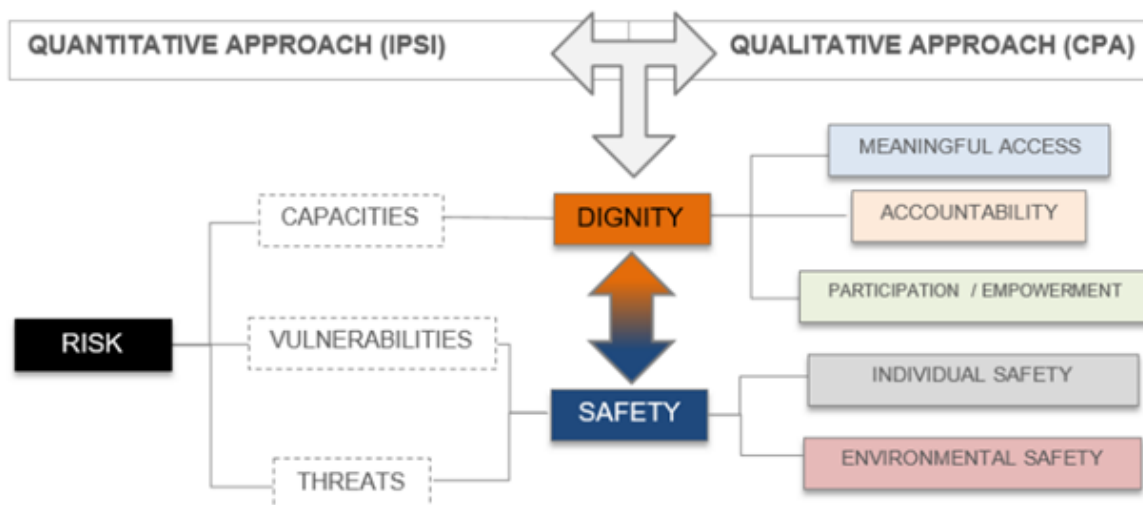 QUANTITATIVE APPROACH (IPSI)
QUALITATIVE APPROACH (CPA)
MEANINGFUL ACCESS
CAPACITIES
DIGNITY
ACCOUNTABILITY
PARTICIPATION / EMPOWERMENT
RISK
VULNERABILITIES
INDIVIDUAL SAFETY
SAFETY
ENVIRONMENTAL SAFETY
THREATS